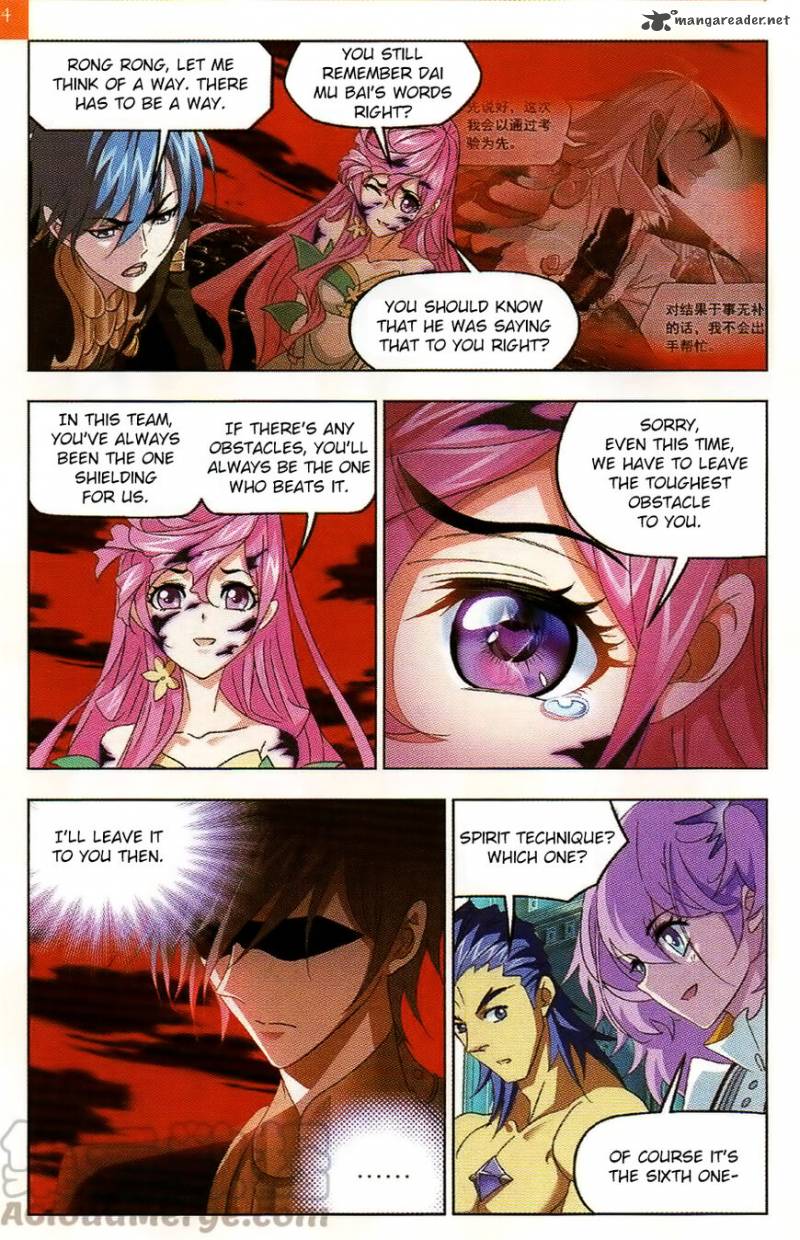 4
mangareader.net
RONG RONG, LET ME
THINK OF A WAY. THERE
HAS TO BE A WAY.
YOU STILL
REMEMBER DAI
MU BAI'S WORDS
RIGHT?
先说好，这次
我会以通过考
验为先。
YOU SHOULD KNOW
THAT HE WAS SAYING
THAT TO YOU RIGHT?
对结果于事无补
的话，我不会出
手帮忙。
IN THIS TEAM,
YOU'VE ALWAYS
BEEN THE ONE
SHIELDING
FOR US.
IF THERE'S ANY
OBSTACLES, YOU'LL
ALWAYS BE THE ONE
WHO BEATS IT.
SORRY,
EVEN THIS TIME,
WE HAVE TO LEAVE
THE TOUGHEST
OBSTACLE
TO YOU.
I'LL LEAVE IT
TO YOU THEN.
......
SPIRIT TECHNIQUE?
WHICH ONE?
OF COURSE IT'S
THE SIXTH ONE-